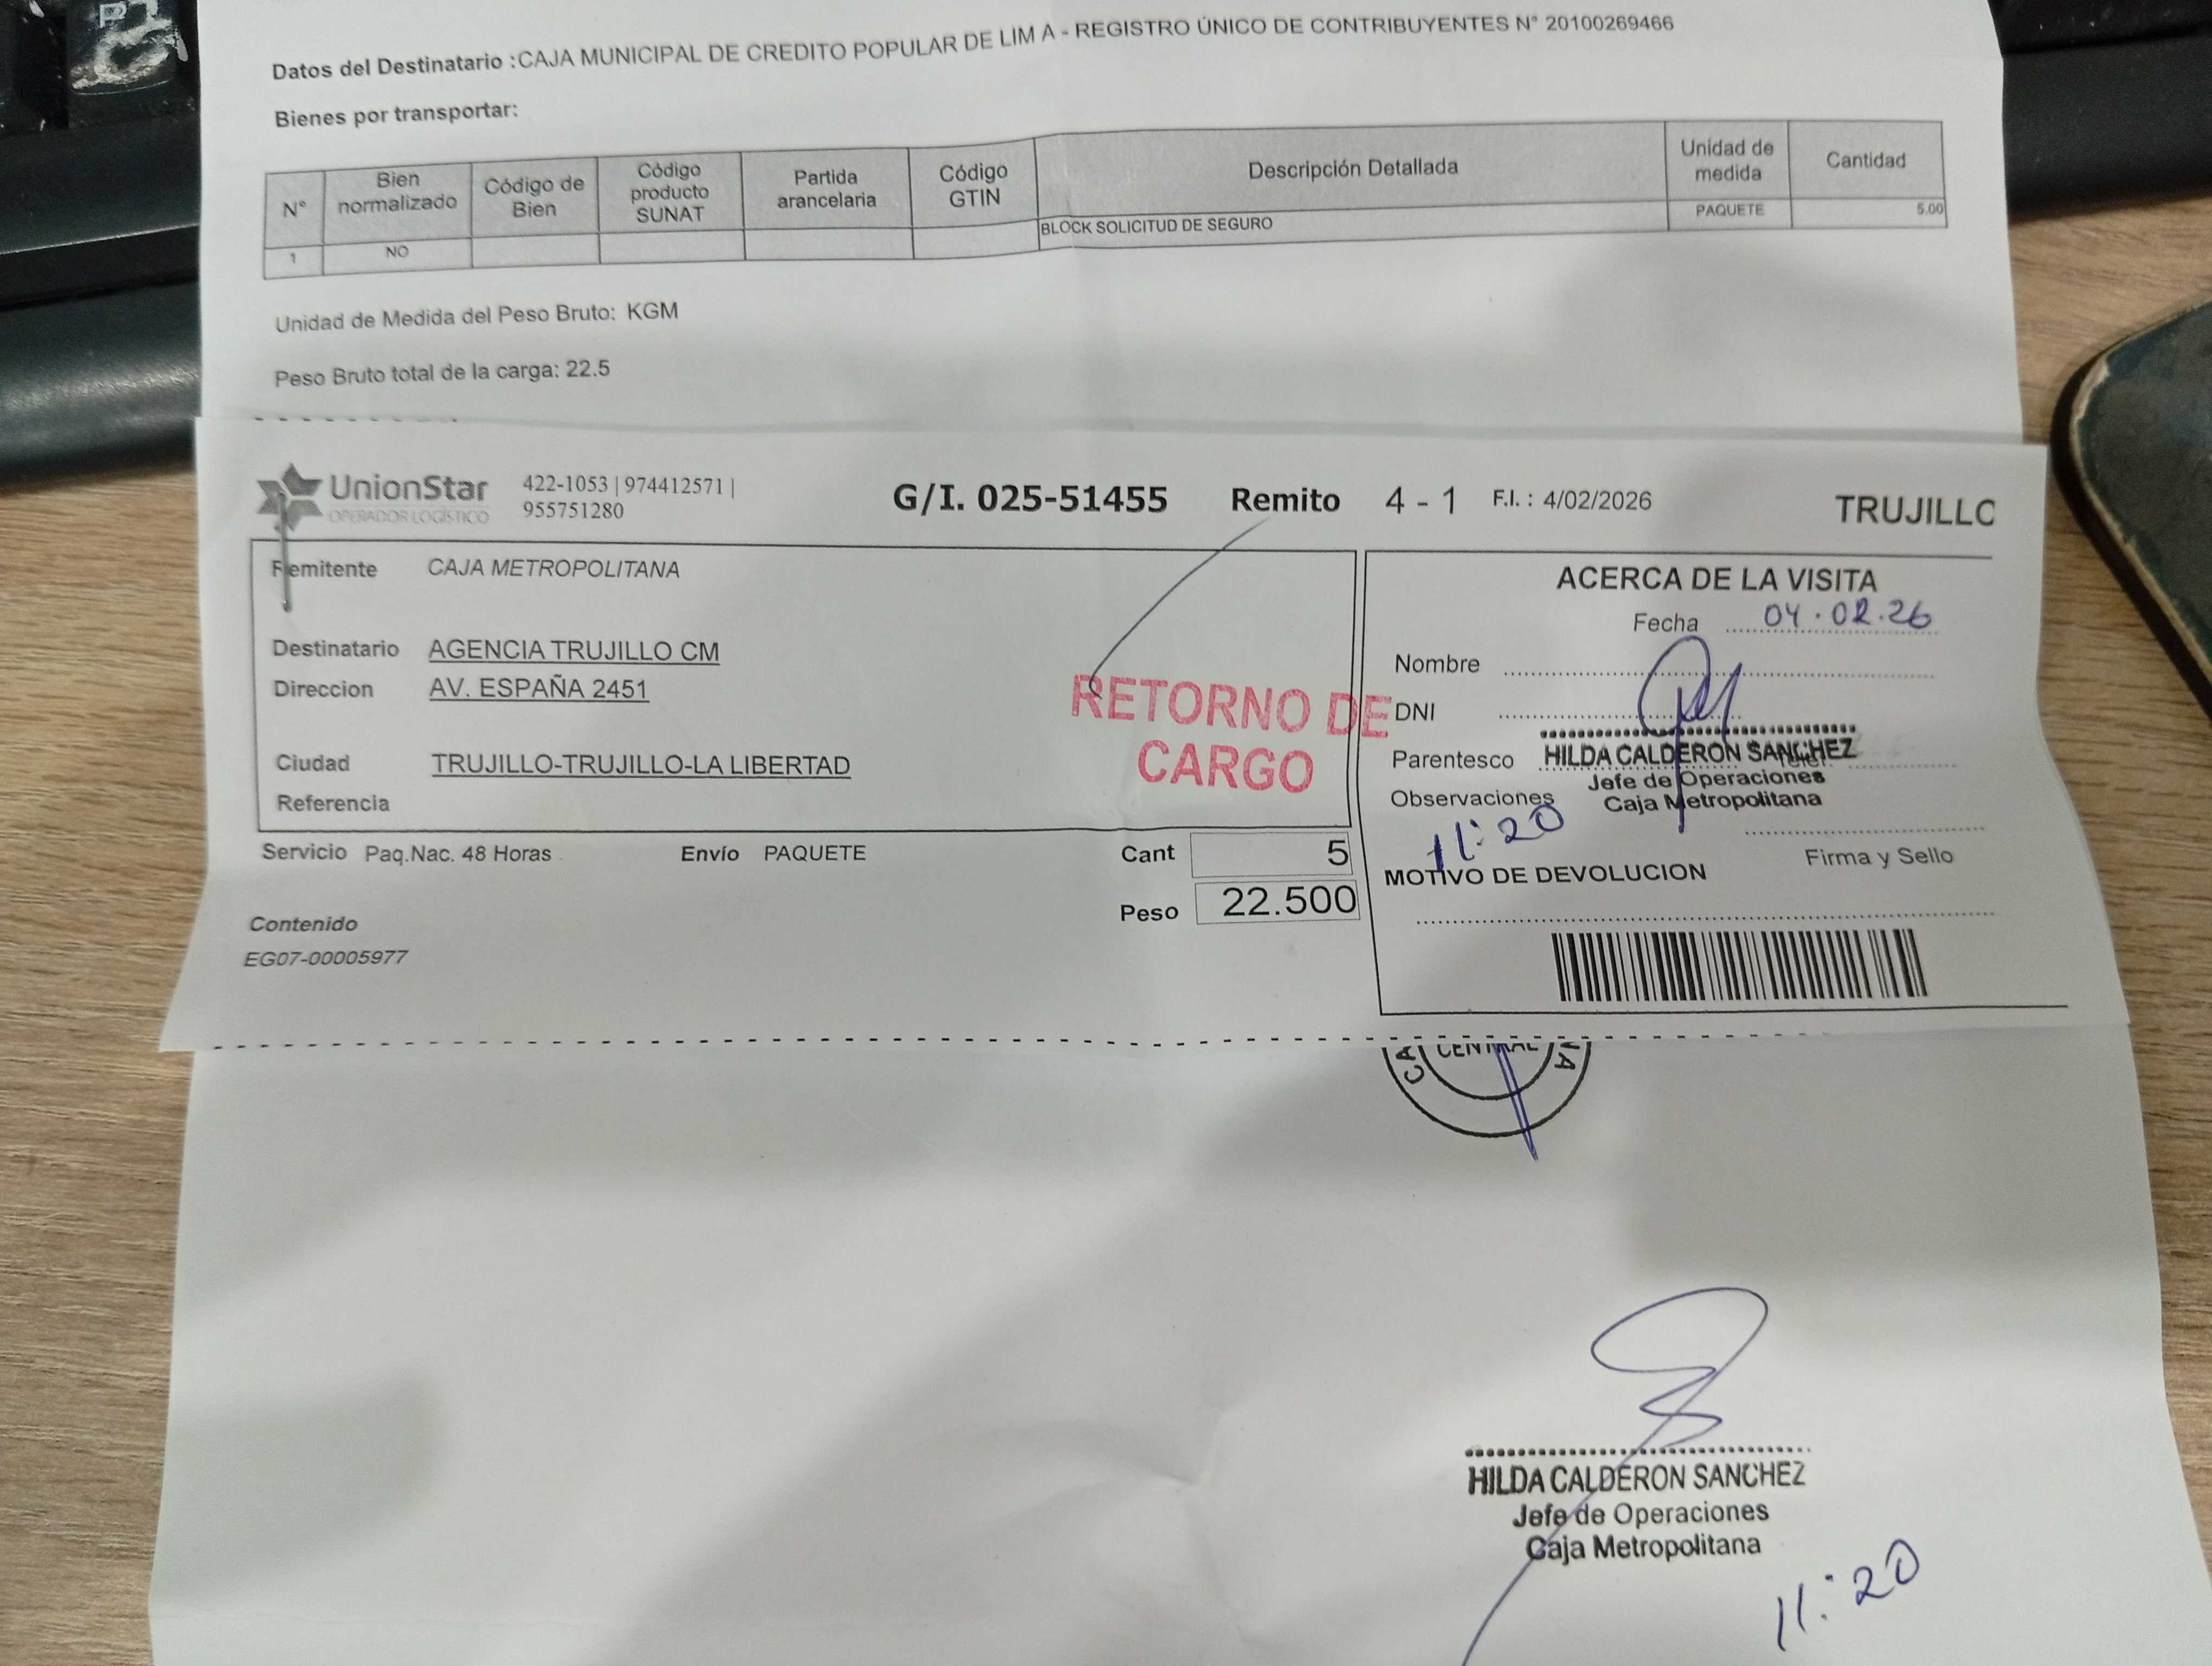 Datos del Destinatario :CAJA MUNICIPAL DE CREDITO POPULAR DE LIM A - REGISTRO ÚNICO DE CONTRIBUYENTES N° 20100269466
Bienes por transportar:
N° Bien normalizado Código de Bien Código producto SUNAT Partida arancelaria Código GTIN Descripción Detallada Unidad de medida Cantidad
1 NO BLOCK SOLICITUD DE SEGURO PAQUETE 5.00
Unidad de Medida del Peso Bruto: KGM
Peso Bruto total de la carga: 22.5
UnionStar
OPERADOR LOGÍSTICO
422-1053 | 974412571 |
955751280
G/I. 025-51455 Remito 4 - 1 F.I. : 4/02/2026 TRUJILLO
Remitente CAJA METROPOLITANA
Destinatario AGENCIA TRUJILLO CM
Direccion AV. ESPAÑA 2451
Ciudad TRUJILLO-TRUJILLO-LA LIBERTAD
Referencia
RETORNO DE
CARGO
Servicio Paq.Nac. 48 Horas Envío PAQUETE Cant 5
Peso 22.500
Contenido
EG07-00005977
ACERCA DE LA VISITA
Fecha 04.02.26
Nombre
DNI
Parentesco HILDA CALDERON SANCHEZ
Jefe de Operaciones
Observaciones Caja Metropolitana
11:20
Firma y Sello
MOTIVO DE DEVOLUCION
CENTRAL
HILDA CALDERON SANCHEZ
Jefe de Operaciones
Caja Metropolitana
11:20